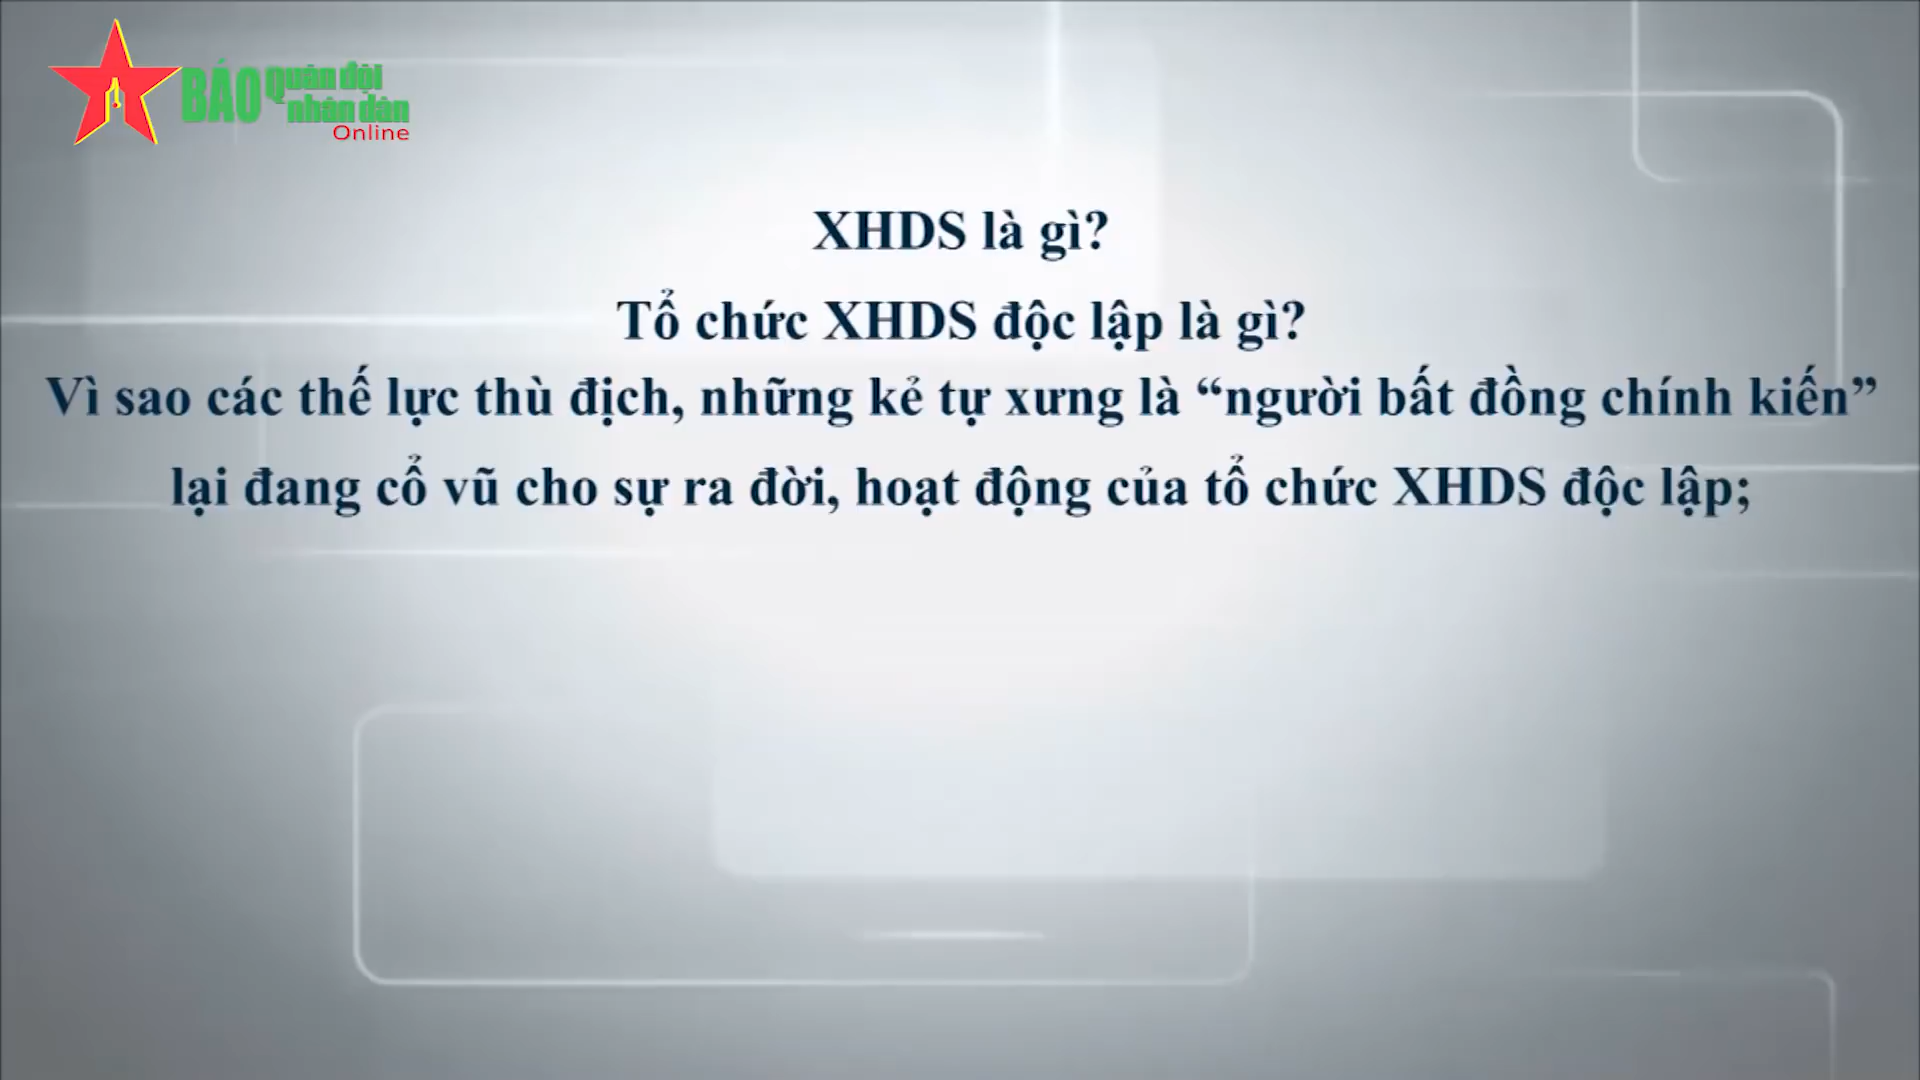 BÁO Quân đội
nhân dân
Online
XHDS là gì?
Tổ chức XHDS độc lập là gì?
Vì sao các thế lực thù địch, những kẻ tự xưng là “người bất đồng chính kiến”
lại đang cổ vũ cho sự ra đời, hoạt động của tổ chức XHDS độc lập;